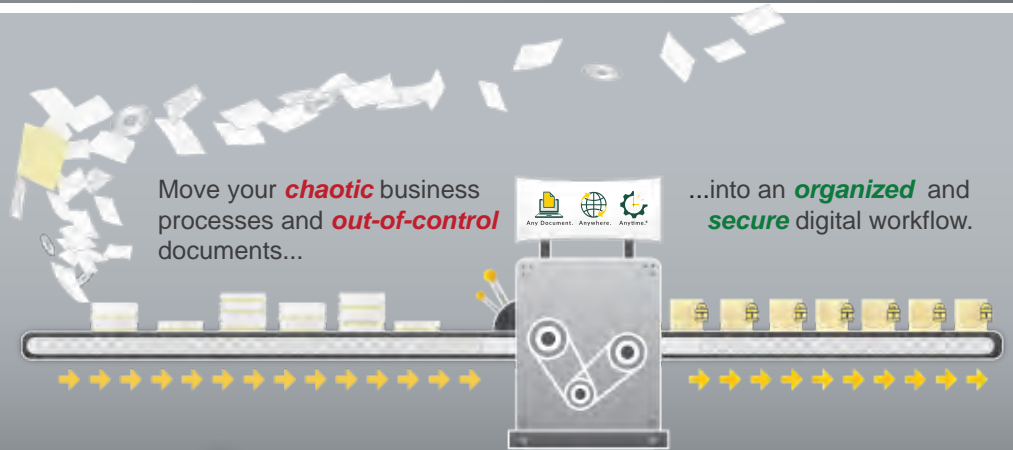 Move your chaotic business
processes and out-of-control
documents...
Any Document. Anywhere. Anytime.®
...into an organized and
secure digital workflow.